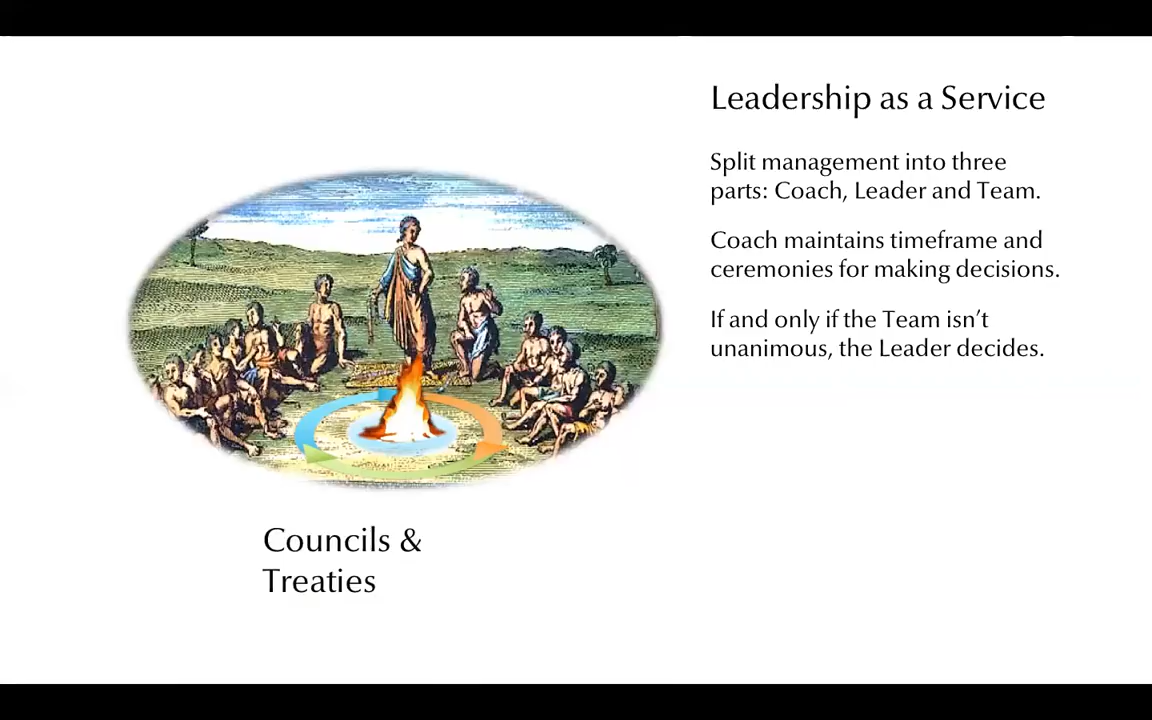 Leadership as a Service
Split management into three
parts: Coach, Leader and Team.
Coach maintains timeframe and
ceremonies for making decisions.
If and only if the Team isn’t
unanimous, the Leader decides.
Councils &
Treaties